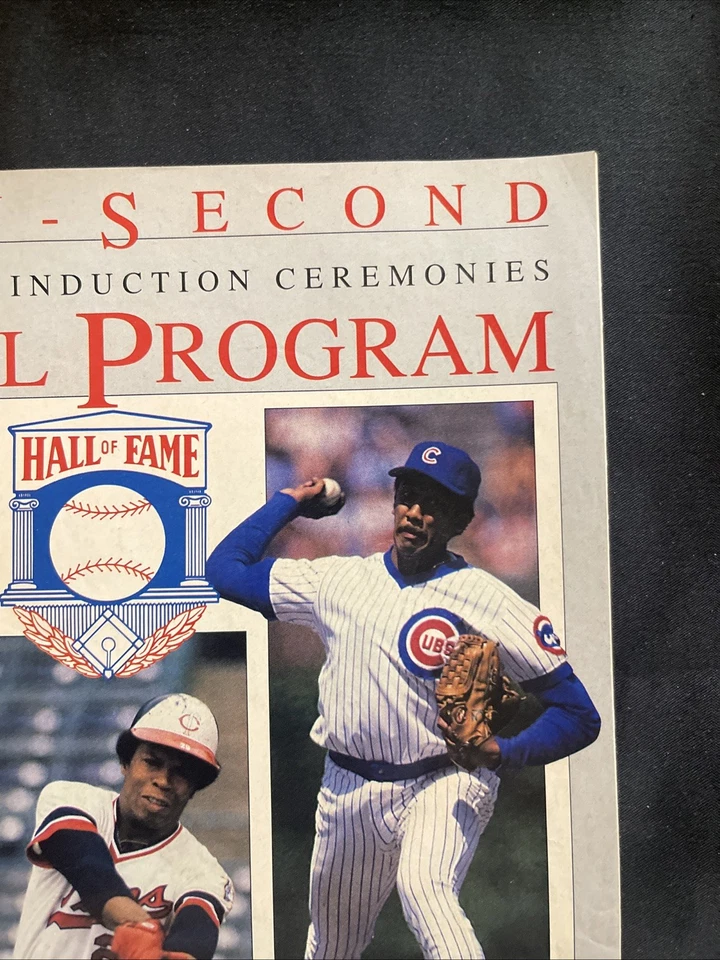 - SECOND
INDUCTION CEREMONIES
L PROGRAM
HALL OF FAME
C
CUBS